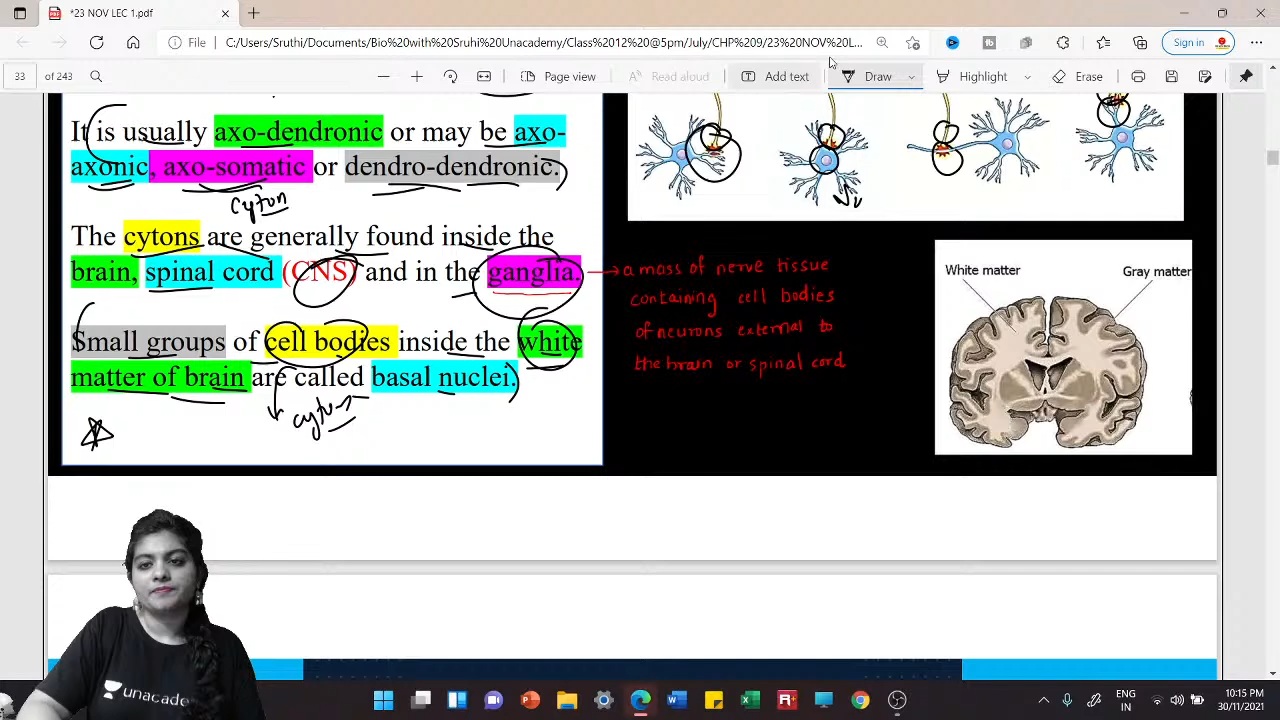 *23 NOV LEC 1.pdf
File
C:/Users/Sruthi/Documents/Bio%20with%20Sruhi%20Unacademy/Class%2012%20@5pm/July/CHP%209/23%20NOV%20L...
Sign in
33 of 243
Page view
Read aloud
Add text
Draw
Highlight
Erase
It is usually axo-dendronic or may be axo-
axonic, axo-somatic or dendro-dendronic.
Cyton
The cytons are generally found inside the
brain, spinal cord (CNS) and in the ganglia.
a mass of nerve tissue
containing cell bodies
of neurons external to
the brain or spinal cord
Small groups of cell bodies inside the white
matter of brain are called basal nuclei.
cytons
White matter
Gray matter
unacade
ENG
IN
10:15 PM
30/11/2021